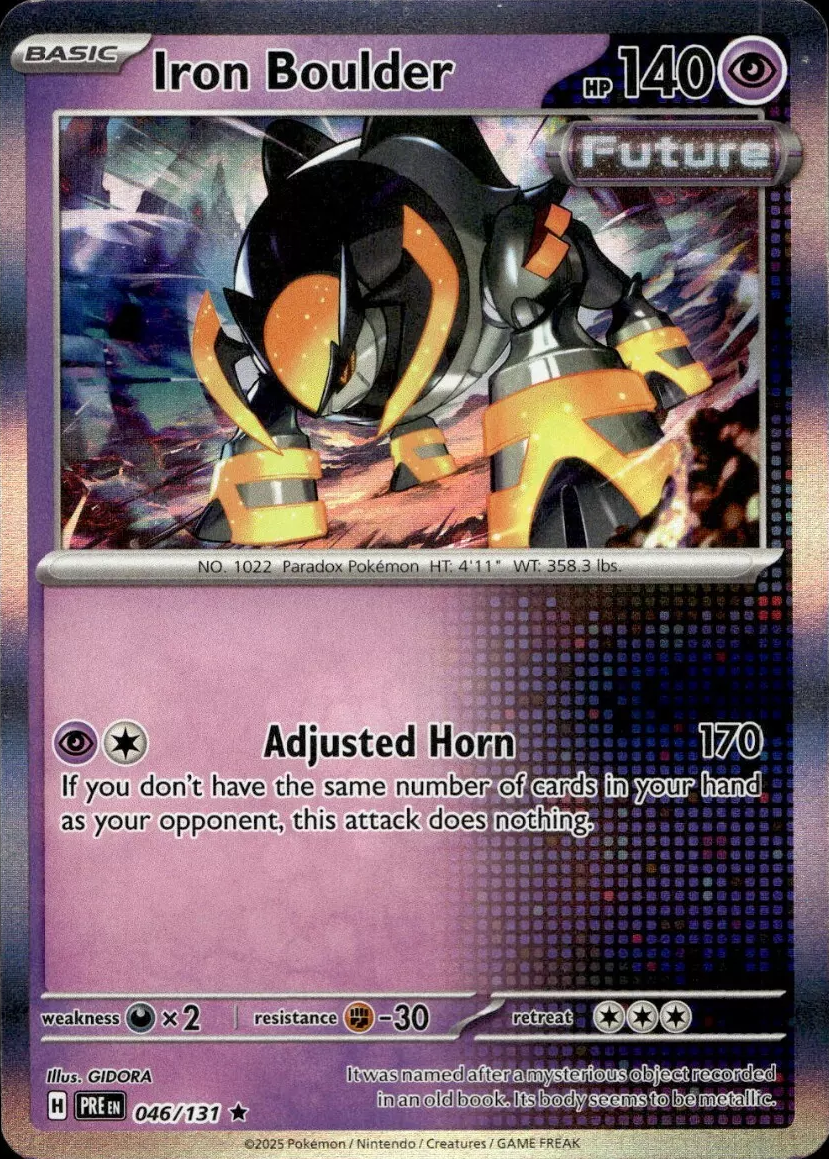 BASIC Iron Boulder HP 140
Future
NO. 1022 Paradox Pokémon HT: 4'11" WT: 358.3 lbs.
Adjusted Horn 170
If you don't have the same number of cards in your hand
as your opponent, this attack does nothing.
weakness ×2 resistance -30 retreat
Illus. GIDORA
It was named after a mysterious object recorded
in an old book. Its body seems to be metallic.
H PRE EN 046/131
©2025 Pokémon / Nintendo / Creatures / GAME FREAK